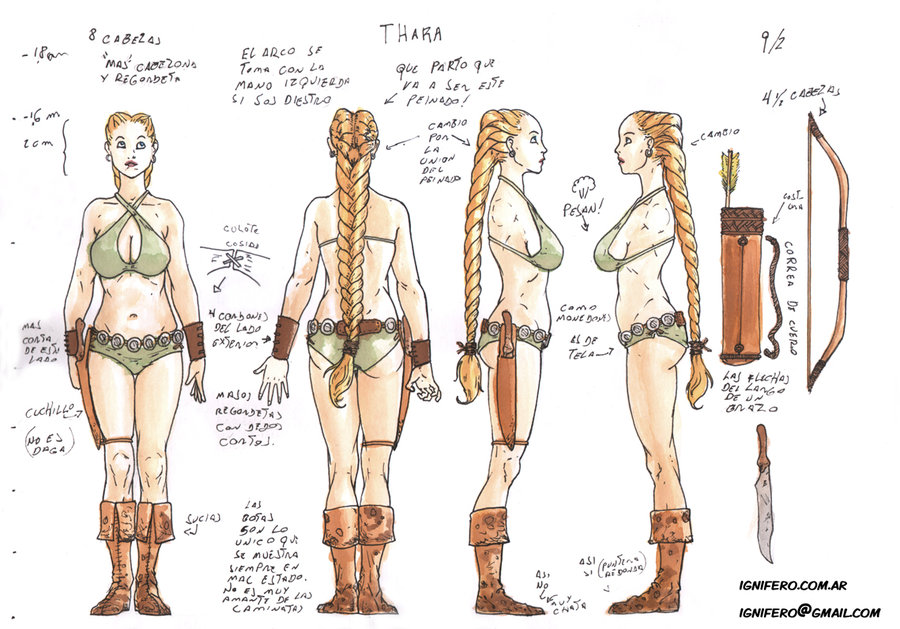 THARA
9/2
-1,8 cm
8 CABEZAS
"MAS" CABEZONA
Y REGORDETA
EL ARCO SE
TOMA CON LA
MANO IZQUIERDA
SI SOS DIESTRO
QUE PARTO QUE
VA A SER ESTE
PEINADO!
4 1/2 CABEZAS
-1,6 m
2 cm
CAMBIO
POR
LA
UNION
DEL
PEINADO
CAMBIO
PESAN!
COSTURA
CORREA DE CUERO
COSIDO
4 CORDONES
DEL LADO
EXTERIOR
COMO
MONEDONAS
ES DE
TELA
MAS
CORTA
DE ESTE
LADO
CUCHILLO
(NO ES
DAGA)
MANOS
REGORDETAS
CON DEDOS
CORTOS.
LAS FLECHAS
DEL LARGO
DE UN
BRAZO
SUCIAS
LAS
BOTAS
SON LO
UNICO QUE
SE MUESTRA
SIEMPRE EN
MAL ESTADO.
NO ES MUY
AMANTE DE LAS
CAMINATAS
ASI
NO
MUY
CHATA
ASI
SI
(PUNTERA
REDONDA)
IGNIFERO.COM.AR
IGNIFERO@GMAIL.COM